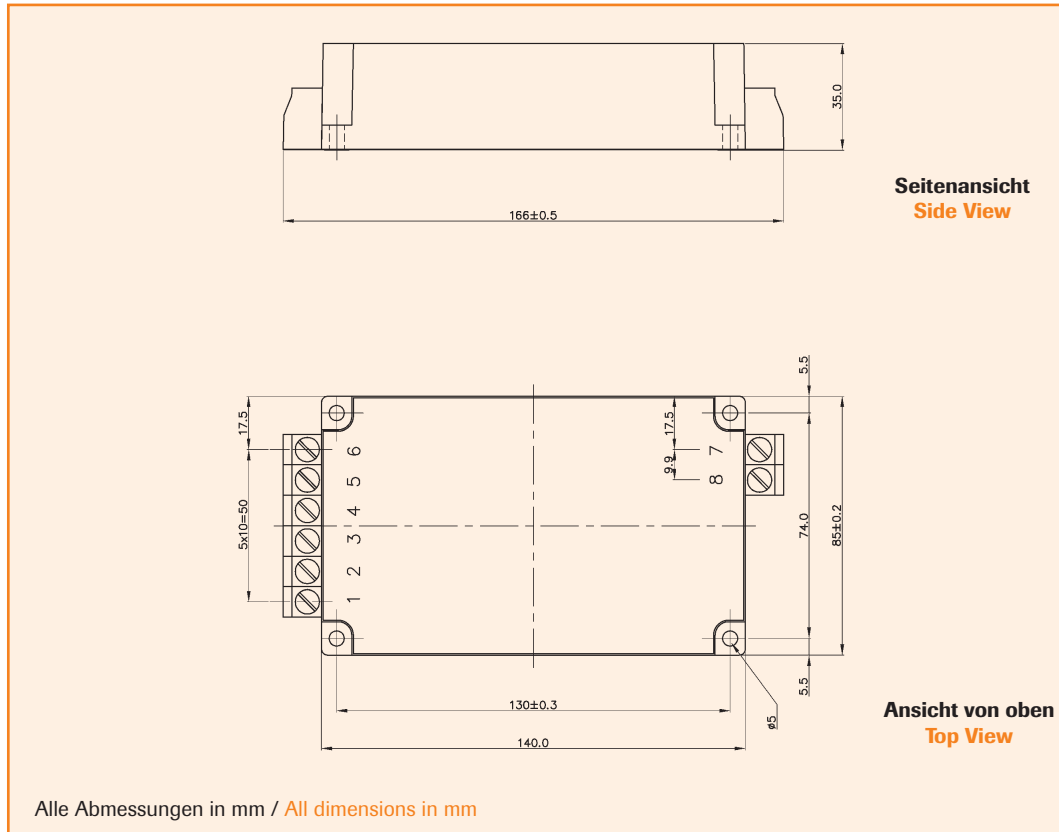 35.0
Seitenansicht
Side View
166±0.5
5.5
17.5
17.5
6
7
9.9
5
8
4
5x10=50
74.0
85±0.2
3
2
1
130±0.3
5.5
ø5
140.0
Ansicht von oben
Top View
Alle Abmessungen in mm / All dimensions in mm